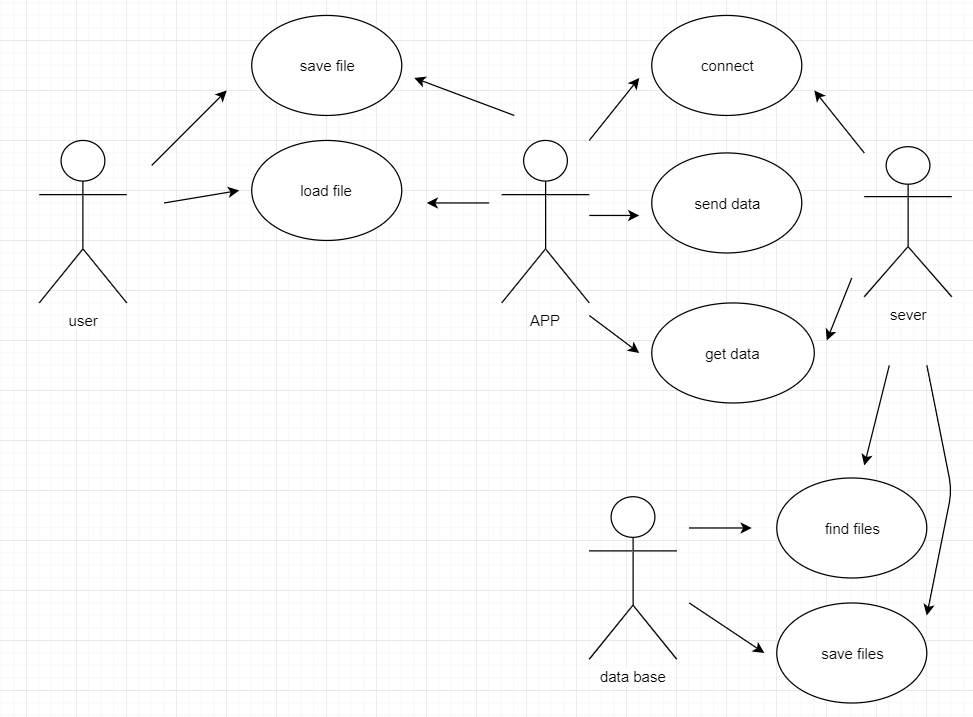 save file
connect
load file
send data
user
APP
sever
get data
find files
save files
data base